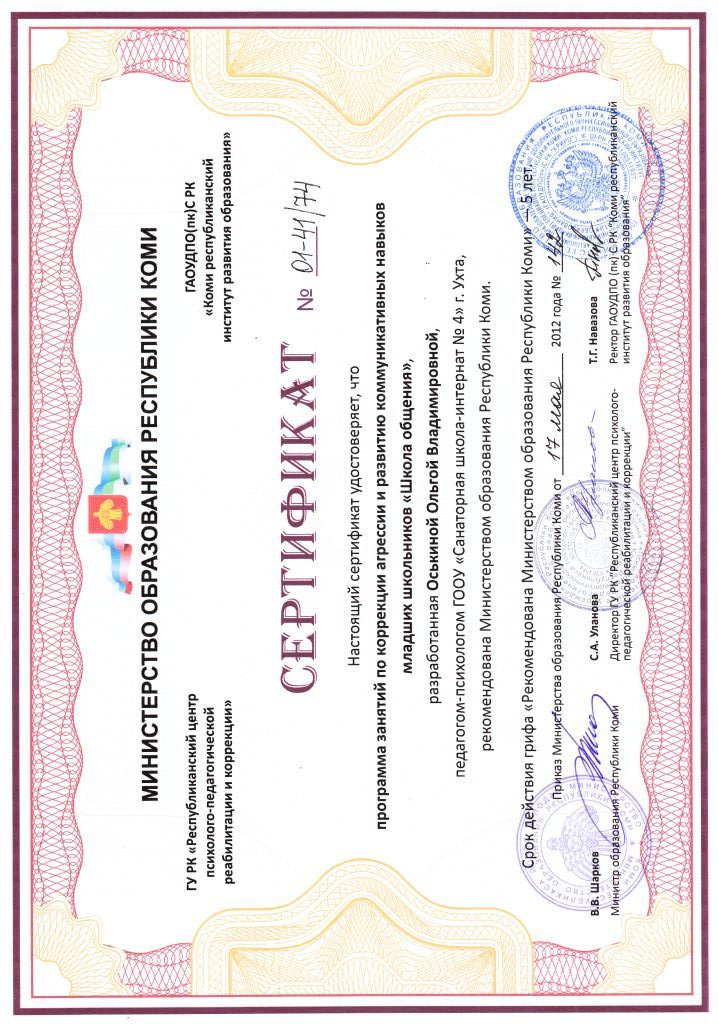 МИНИСТЕРСТВО ОБРАЗОВАНИЯ РЕСПУБЛИКИ КОМИ
ГУ РК «Республиканский центр
психолого-педагогической
реабилитации и коррекции»
ГАОУДПО(пк)С РК
«Коми республиканский
институт развития образования»
СЕРТИФИКАТ
№ 01-41/74
Настоящий сертификат удостоверяет, что
программа занятий по коррекции агрессии и развитию коммуникативных навыков
младших школьников «Школа общения»,
разработанная Оськиной Ольгой Владимировной,
педагогом-психологом ГООУ «Санаторная школа-интернат № 4» г. Ухта,
рекомендована Министерством образования Республики Коми.
Срок действия грифа «Рекомендована Министерством образования Республики Коми» — 5 лет.
Приказ Министерства образования Республики Коми от 17 мая 2012 года №
В.В. Шарков
Министр образования Республики Коми
С.А. Уланова
Директор ГУ РК "Республиканский центр психолого-
педагогической реабилитации и коррекции"
Т.Г. Навазова
Ректор ГАОУДПО (пк) С РК "Коми республиканский
институт развития образования"